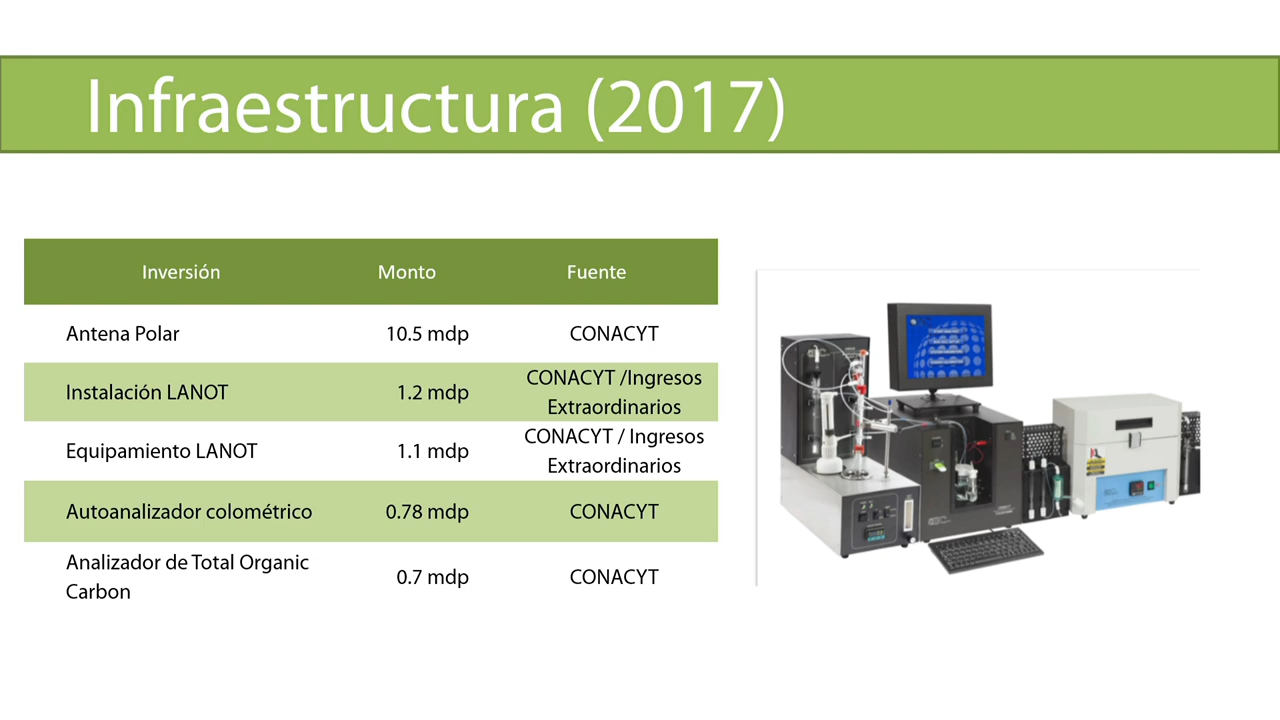 Infraestructura (2017)
Inversión Monto Fuente
Antena Polar 10.5 mdp CONACYT
Instalación LANOT 1.2 mdp CONACYT /Ingresos
Extraordinarios
Equipamiento LANOT 1.1 mdp CONACYT / Ingresos
Extraordinarios
Autoanalizador colométrico 0.78 mdp CONACYT
Analizador de Total Organic
Carbon 0.7 mdp CONACYT